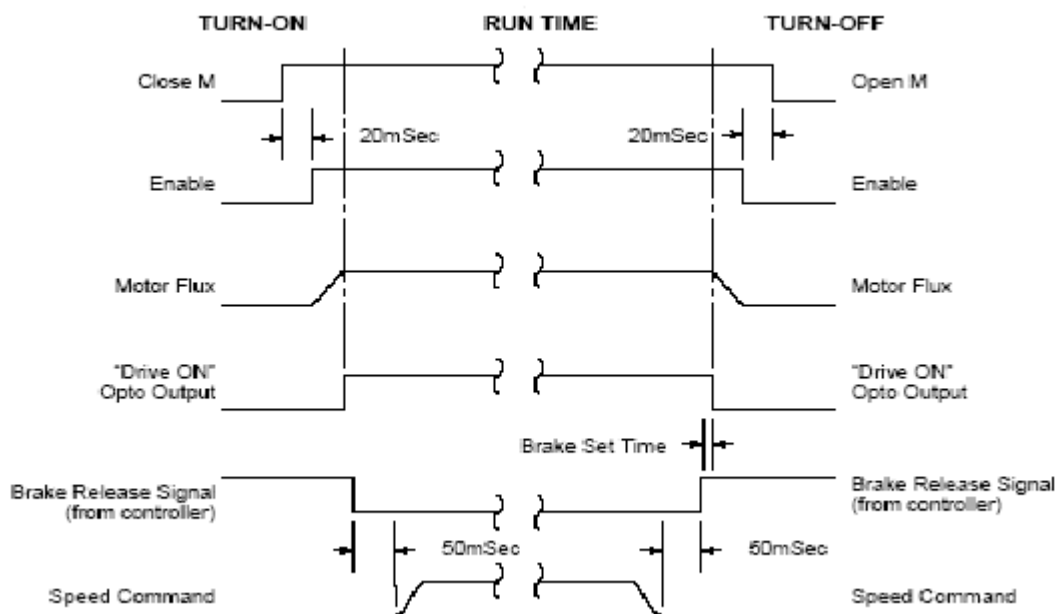 TURN-ON RUN TIME TURN-OFF
Close M
Open M
20mSec
20mSec
Enable
Enable
Motor Flux
Motor Flux
"Drive ON"
Opto Output
"Drive ON"
Opto Output
Brake Set Time
Brake Release Signal
(from controller)
Brake Release Signal
(from controller)
50mSec
50mSec
Speed Command
Speed Command